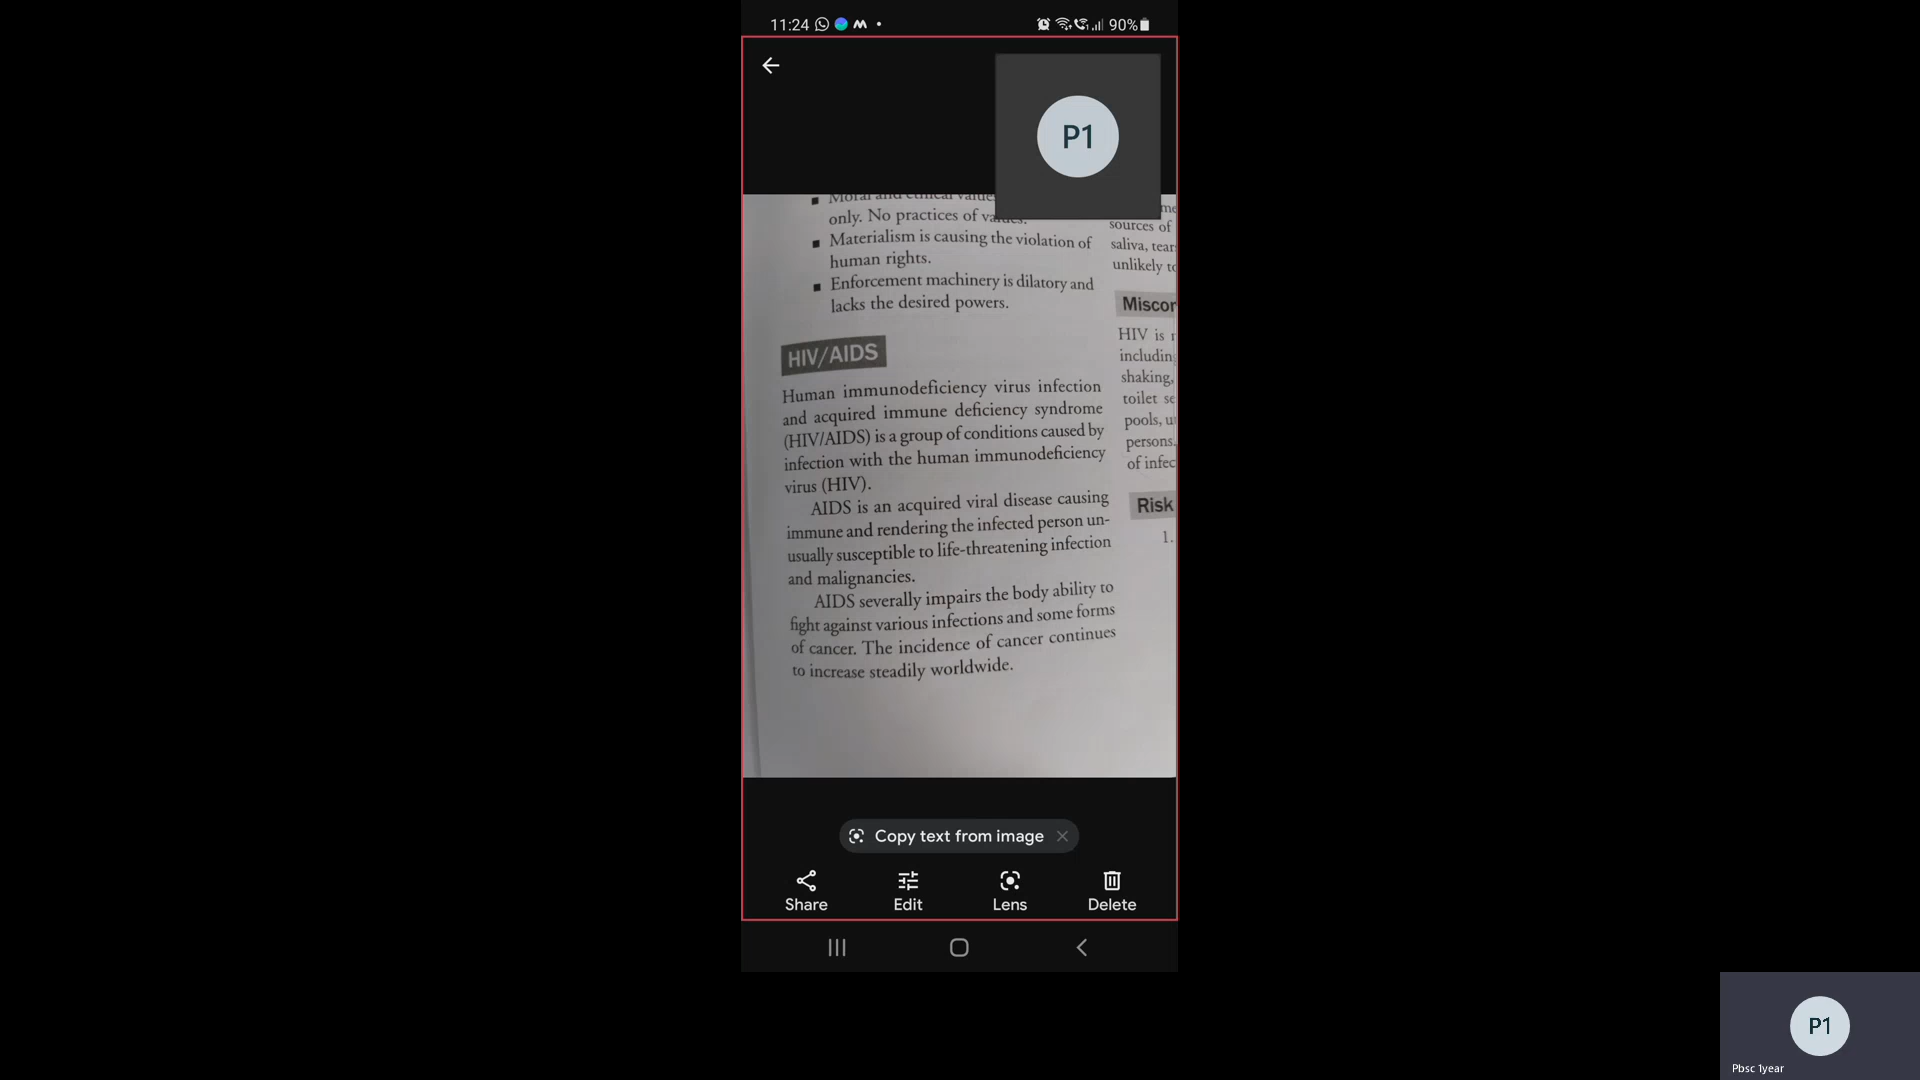 11:24
90%
P1
Moral and ethical
only. No practices of
Materialism is causing the violation of
human rights.
Enforcement machinery is dilatory and
lacks the desired powers.
HIV/AIDS
Human immunodeficiency virus infection
and acquired immune deficiency syndrome
(HIV/AIDS) is a group of conditions caused by
infection with the human immunodeficiency
virus (HIV).
AIDS is an acquired viral disease causing
immune and rendering the infected person un-
usually susceptible to life-threatening infection
and malignancies.
AIDS severally impairs the body ability to
fight against various infections and some forms
of cancer. The incidence of cancer continues
to increase steadily worldwide.
sources of
saliva,
unlikely
HIV is
shaking,
toilet
pools,
persons.
of
Risk
1.
Copy text from image
Share
Edit
Lens
Delete
P1
Pbsc 1year